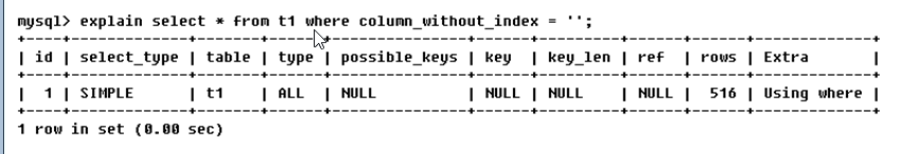 mysql> explain select * from t1 where column_without_index = '';
+----+-------------+-------+------+---------------+------+---------+------+------+-------------+
| id | select_type | table | type | possible_keys | key | key_len | ref | rows | Extra |
+----+-------------+-------+------+---------------+------+---------+------+------+-------------+
| 1 | SIMPLE | t1 | ALL | NULL | NULL | NULL | NULL | 516 | Using where |
+----+-------------+-------+------+---------------+------+---------+------+------+-------------+
1 row in set (0.00 sec)